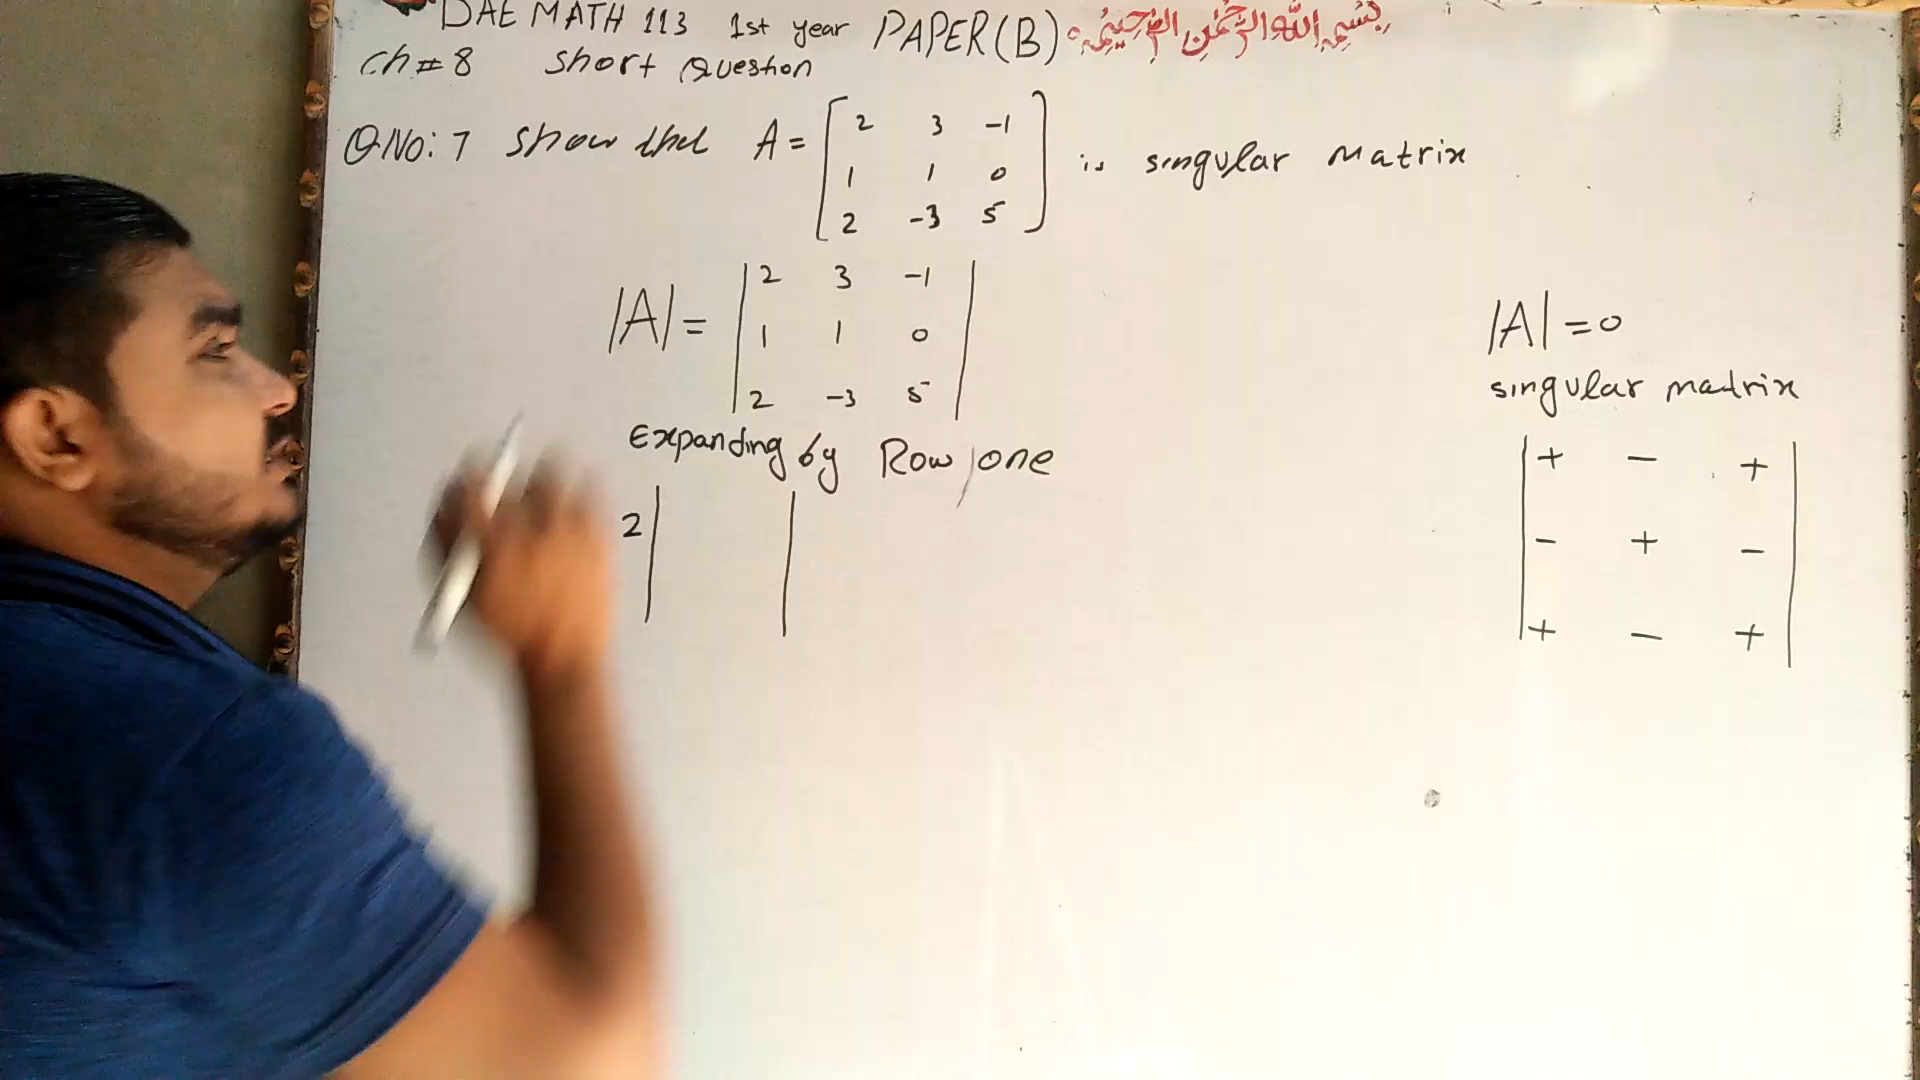 DAE MATH 113 1st year PAPER(B) بِسْمِ اللهِ الرَّحْمٰنِ الرَّحِيْمِ
ch # 8 short Question
QNO: 7 show that A = [ 2 3 -1
1 1 0
2 -3 5 ] is singular matrix
|A| = | 2 3 -1
1 1 0
2 -3 5 |
|A| = 0
singular matrix
Expanding by Row one
2 | |
| + - +
- + -
+ - + |